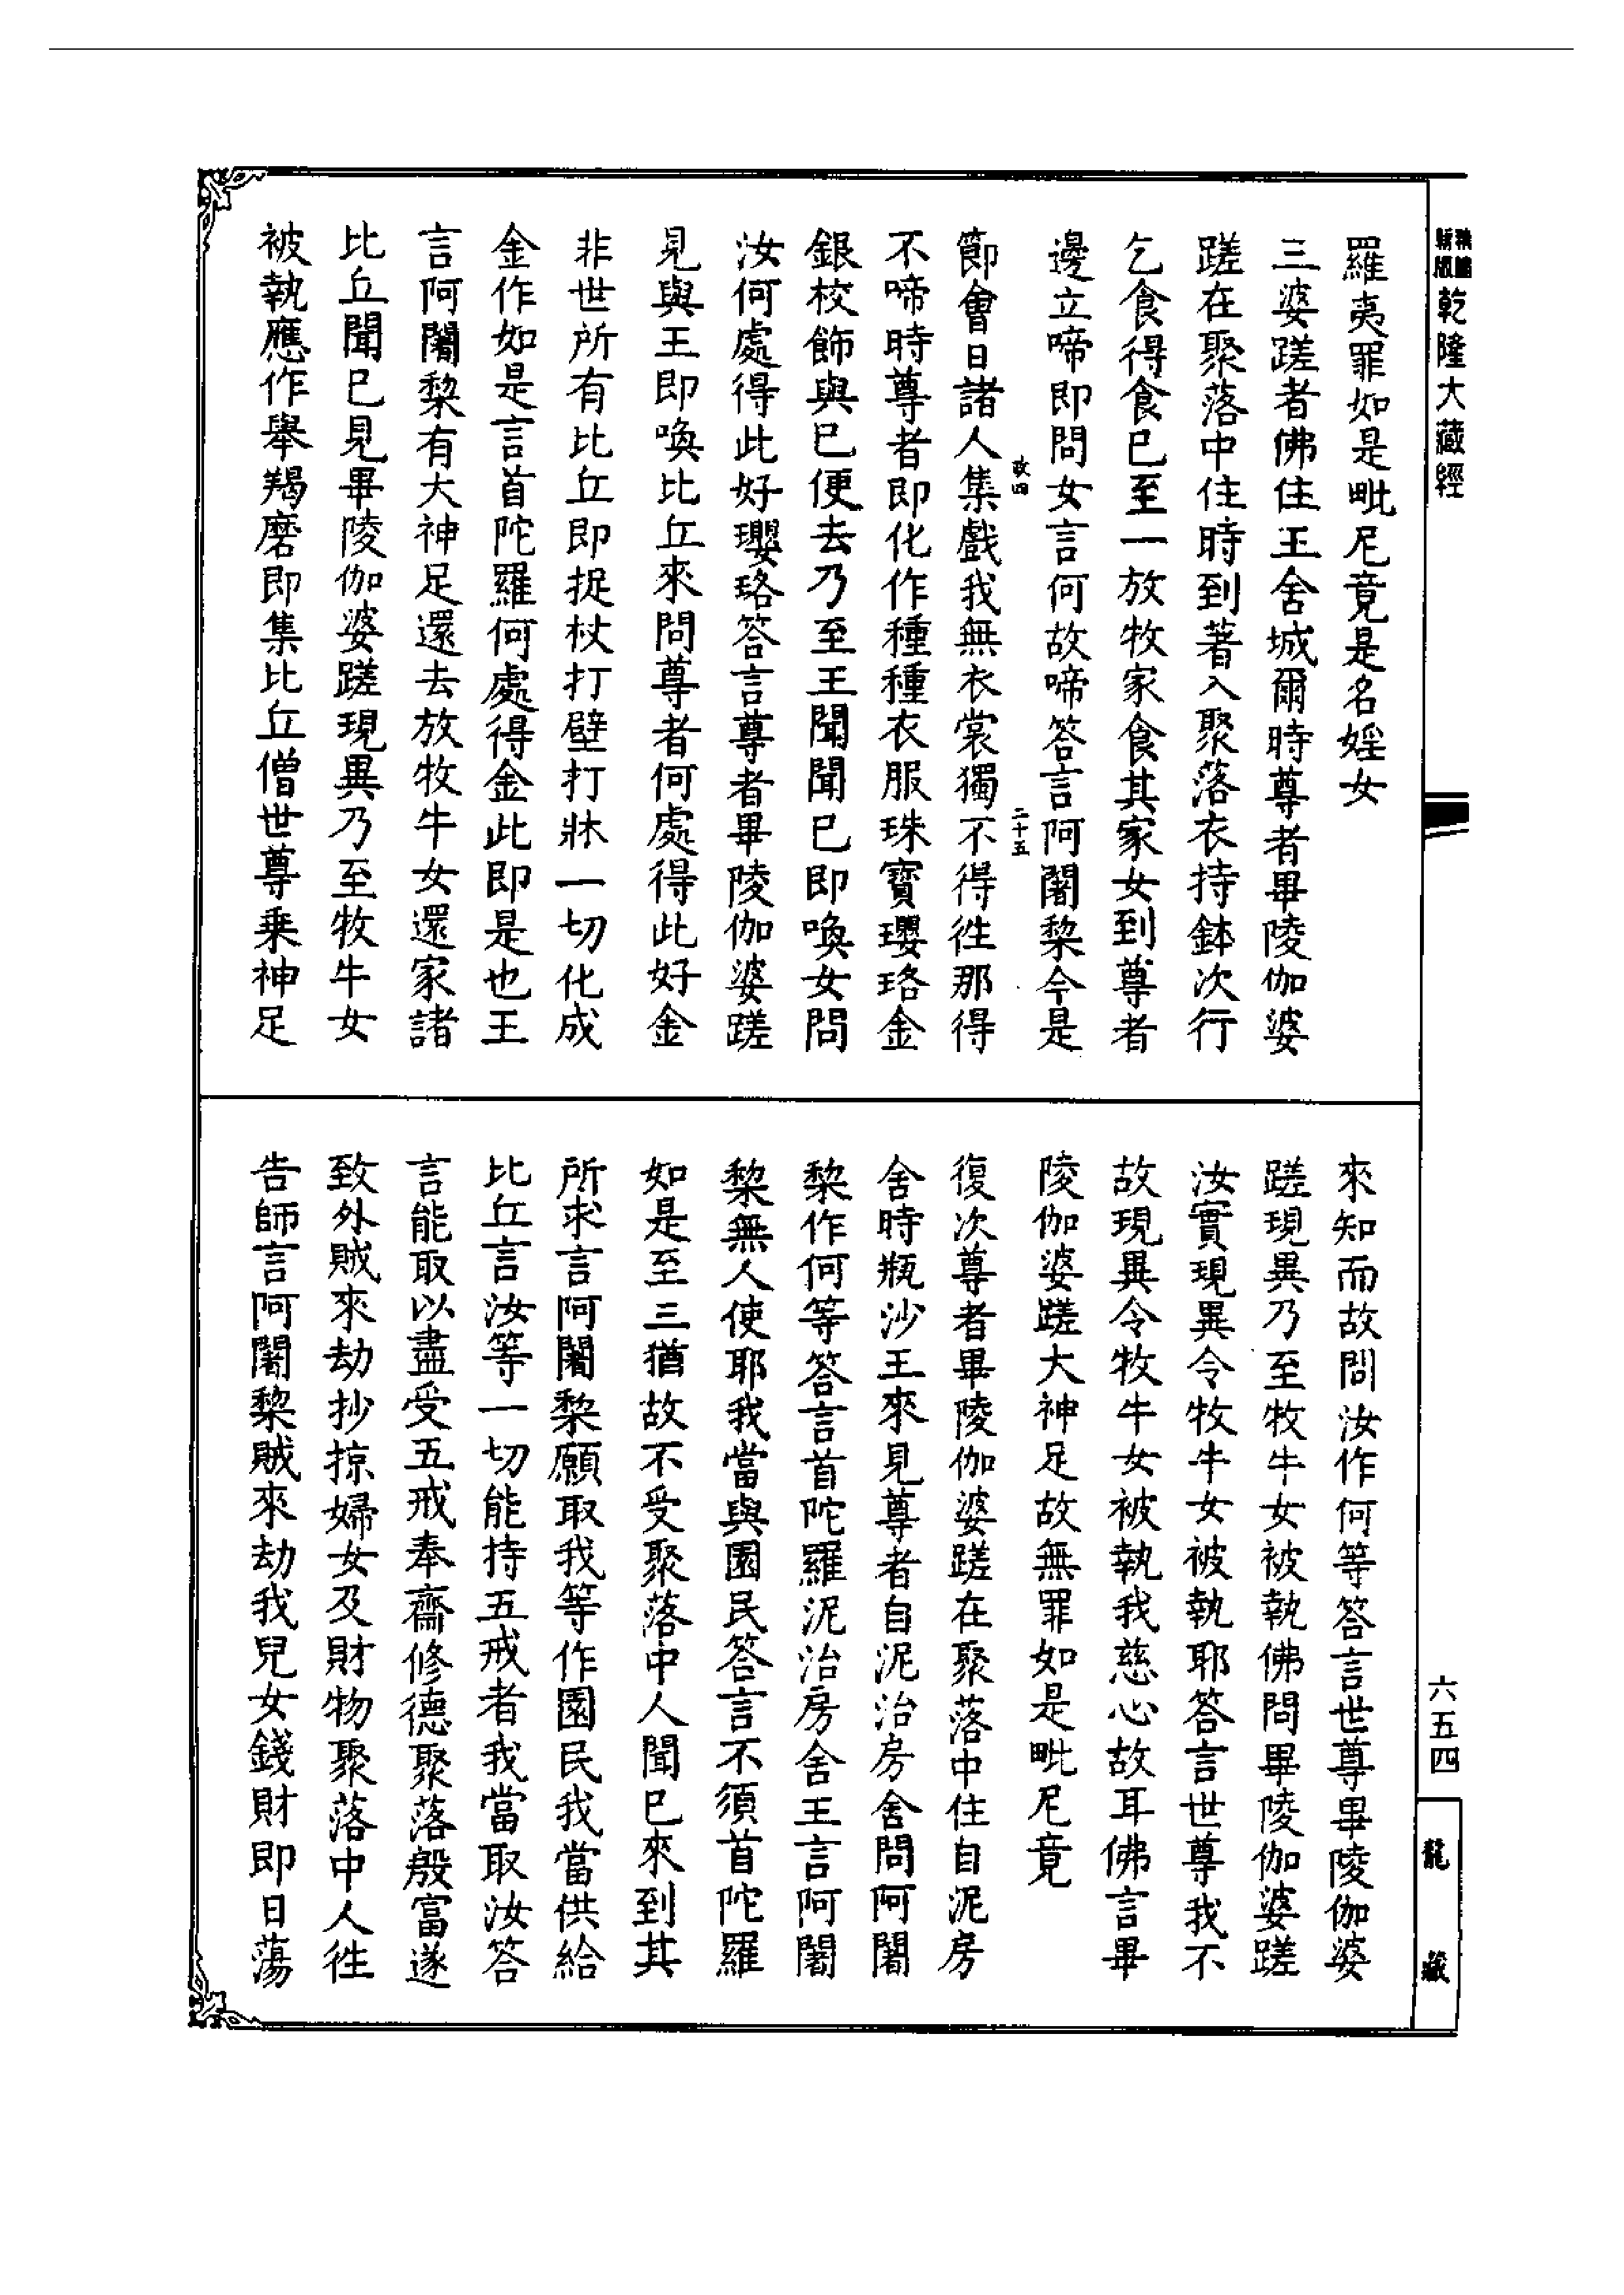 乾隆大藏經
羅夷罪如是毗尼竟是名婬女
三婆蹉者佛住王舍城爾時尊者畢陵伽婆
蹉在聚落中住時到著入聚落衣持鉢次行
乞食得食已至一放牧家食其家女到尊者
邊立啼即問女言何故啼答言阿闍棃今是
故四
二十五
節會日諸人集戲我無衣裳獨不得徃那得
不啼時尊者即化作種種衣服珠寳瓔珞金
銀校飾與已便去乃至王聞聞已即喚女問
汝何處得此好瓔珞答言尊者畢陵伽婆蹉
見與王即喚比丘來問尊者何處得此好金
非世所有比丘即捉杖打壁打牀一切化成
金作如是言首陀羅何處得金此即是也王
言阿闍棃有大神足還去放牧牛女還家諸
比丘聞已見畢陵伽婆蹉現異乃至牧牛女
被執應作舉羯磨即集比丘僧世尊乗神足
來知而故問汝作何等答言世尊畢陵伽婆
蹉現異乃至牧牛女被執佛問畢陵伽婆蹉
汝實現異令牧牛女被執耶答言世尊我不
故現異令牧牛女被執我慈心故耳佛言畢
陵伽婆蹉大神足故無罪如是毗尼竟
復次尊者畢陵伽婆蹉在聚落中住自泥房
舍時瓶沙王來見尊者自泥治房舍問阿闍
棃作何等答言首陀羅泥治房舍王言阿闍
棃無人使耶我當與園民答言不須首陀羅
如是至三猶故不受聚落中人聞已來到其
所求言阿闍棃願取我等作園民我當供給
比丘言汝等一切能持五戒者我當取汝答
言能取以盡受五戒奉齋修德聚落殷富遂
致外賊來劫抄掠婦女及財物聚落中人徃
告師言阿闍棃賊來劫我兒女錢財即日蕩
六五四
龍藏